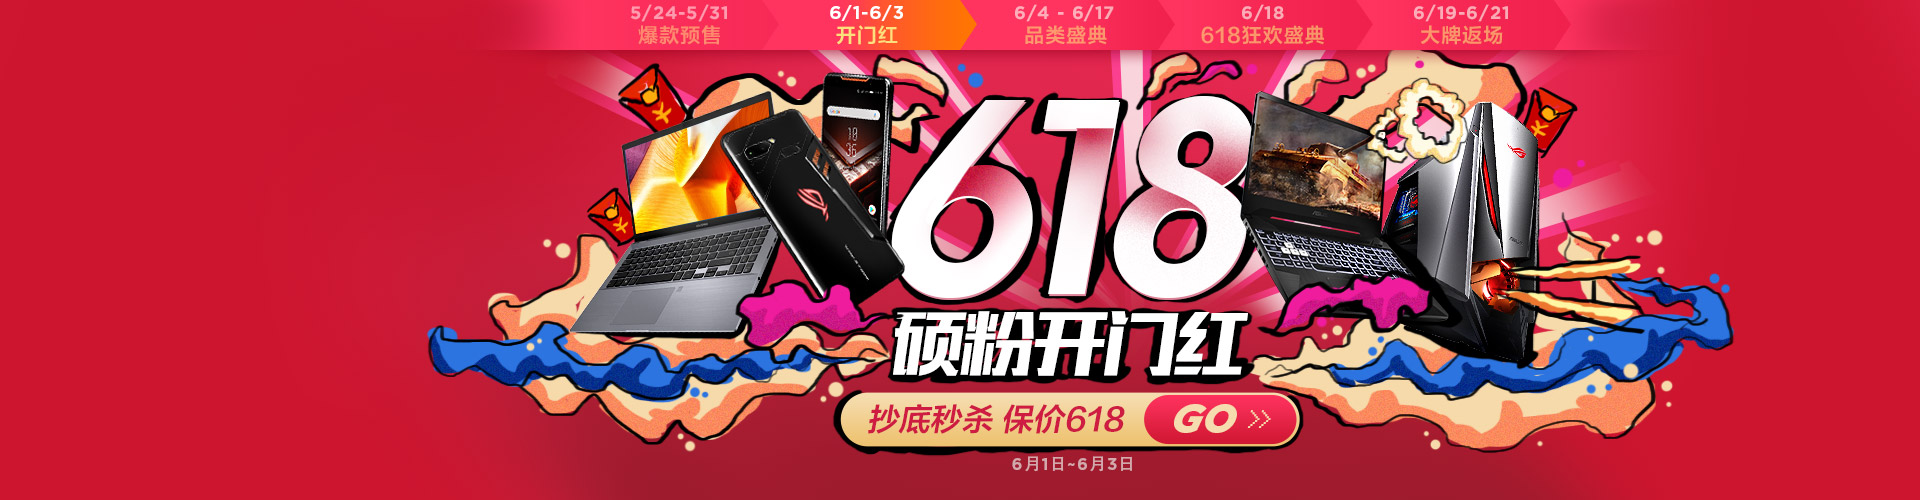 5/24-5/31
爆款预售
6/1-6/3
开门红
6/4 - 6/17
品类盛典
6/18
618狂欢盛典
6/19-6/21
大牌返场
618
硕粉开门红
抄底秒杀 保价618
GO >>
6月1日~6月3日